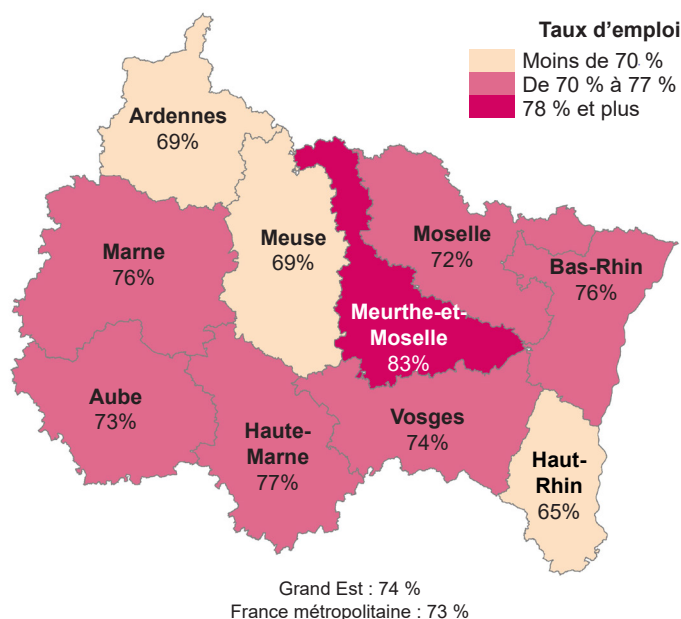 Taux d'emploi
Moins de 70 %
De 70 % à 77 %
78 % et plus
Ardennes
69%
Marne
76%
Meuse
69%
Moselle
72%
Bas-Rhin
76%
Meurthe-et-
Moselle
83%
Aube
73%
Haute-
Marne
77%
Vosges
74%
Haut-
Rhin
65%
Grand Est : 74 %
France métropolitaine : 73 %